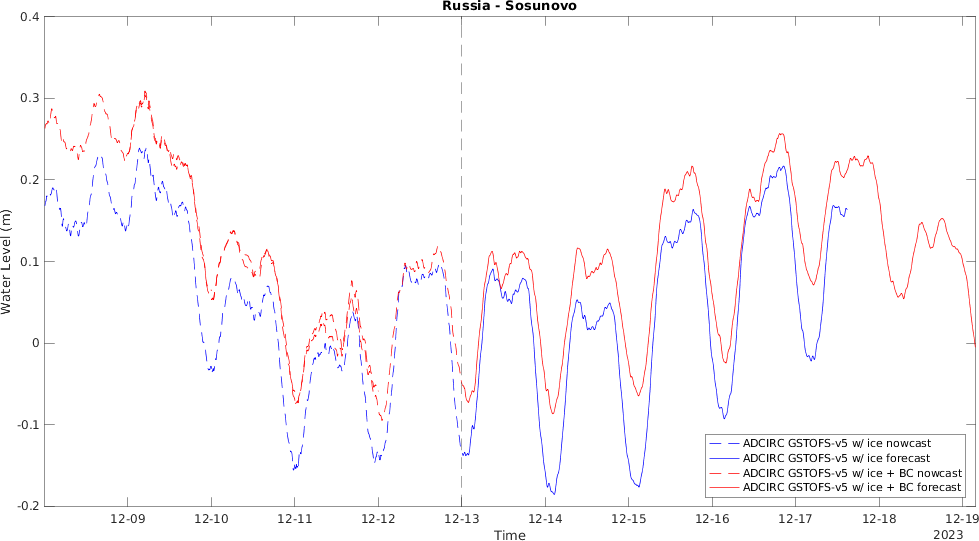 Russia - Sosunovo
0.4
0.3
0.2
0.1
0
-0.1
-0.2
Water Level (m)
ADCIRC GSTOFS-v5 w/ ice nowcast
ADCIRC GSTOFS-v5 w/ ice forecast
ADCIRC GSTOFS-v5 w/ ice + BC nowcast
ADCIRC GSTOFS-v5 w/ ice + BC forecast
12-09 12-10 12-11 12-12 12-13 12-14 12-15 12-16 12-17 12-18 12-19
Time
2023